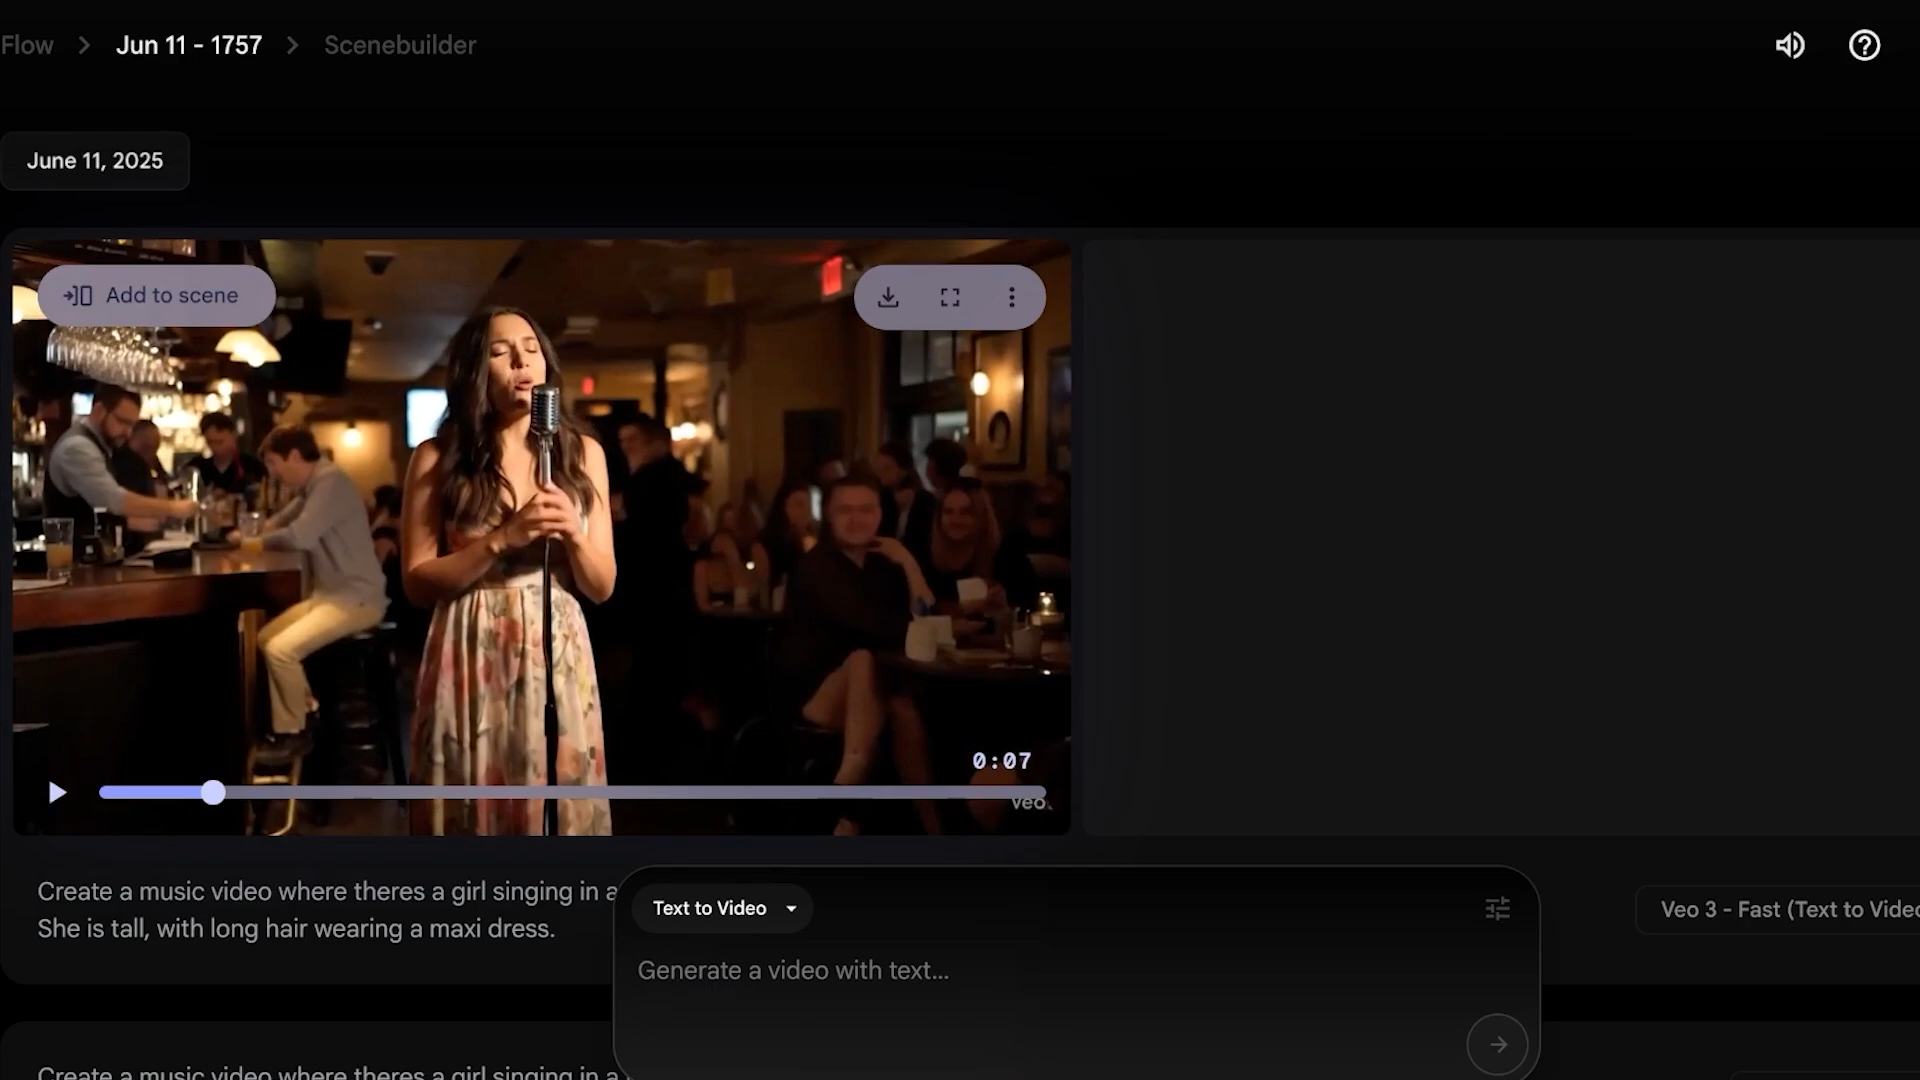 Flow > Jun 11 - 1757 > Scenebuilder
June 11, 2025
Add to scene
0:07
Veo
Create a music video where theres a girl singing in a
She is tall, with long hair wearing a maxi dress.
Text to Video
Generate a video with text...
Veo 3 - Fast (Text to Video
Create a music video where theres a girl singing in a